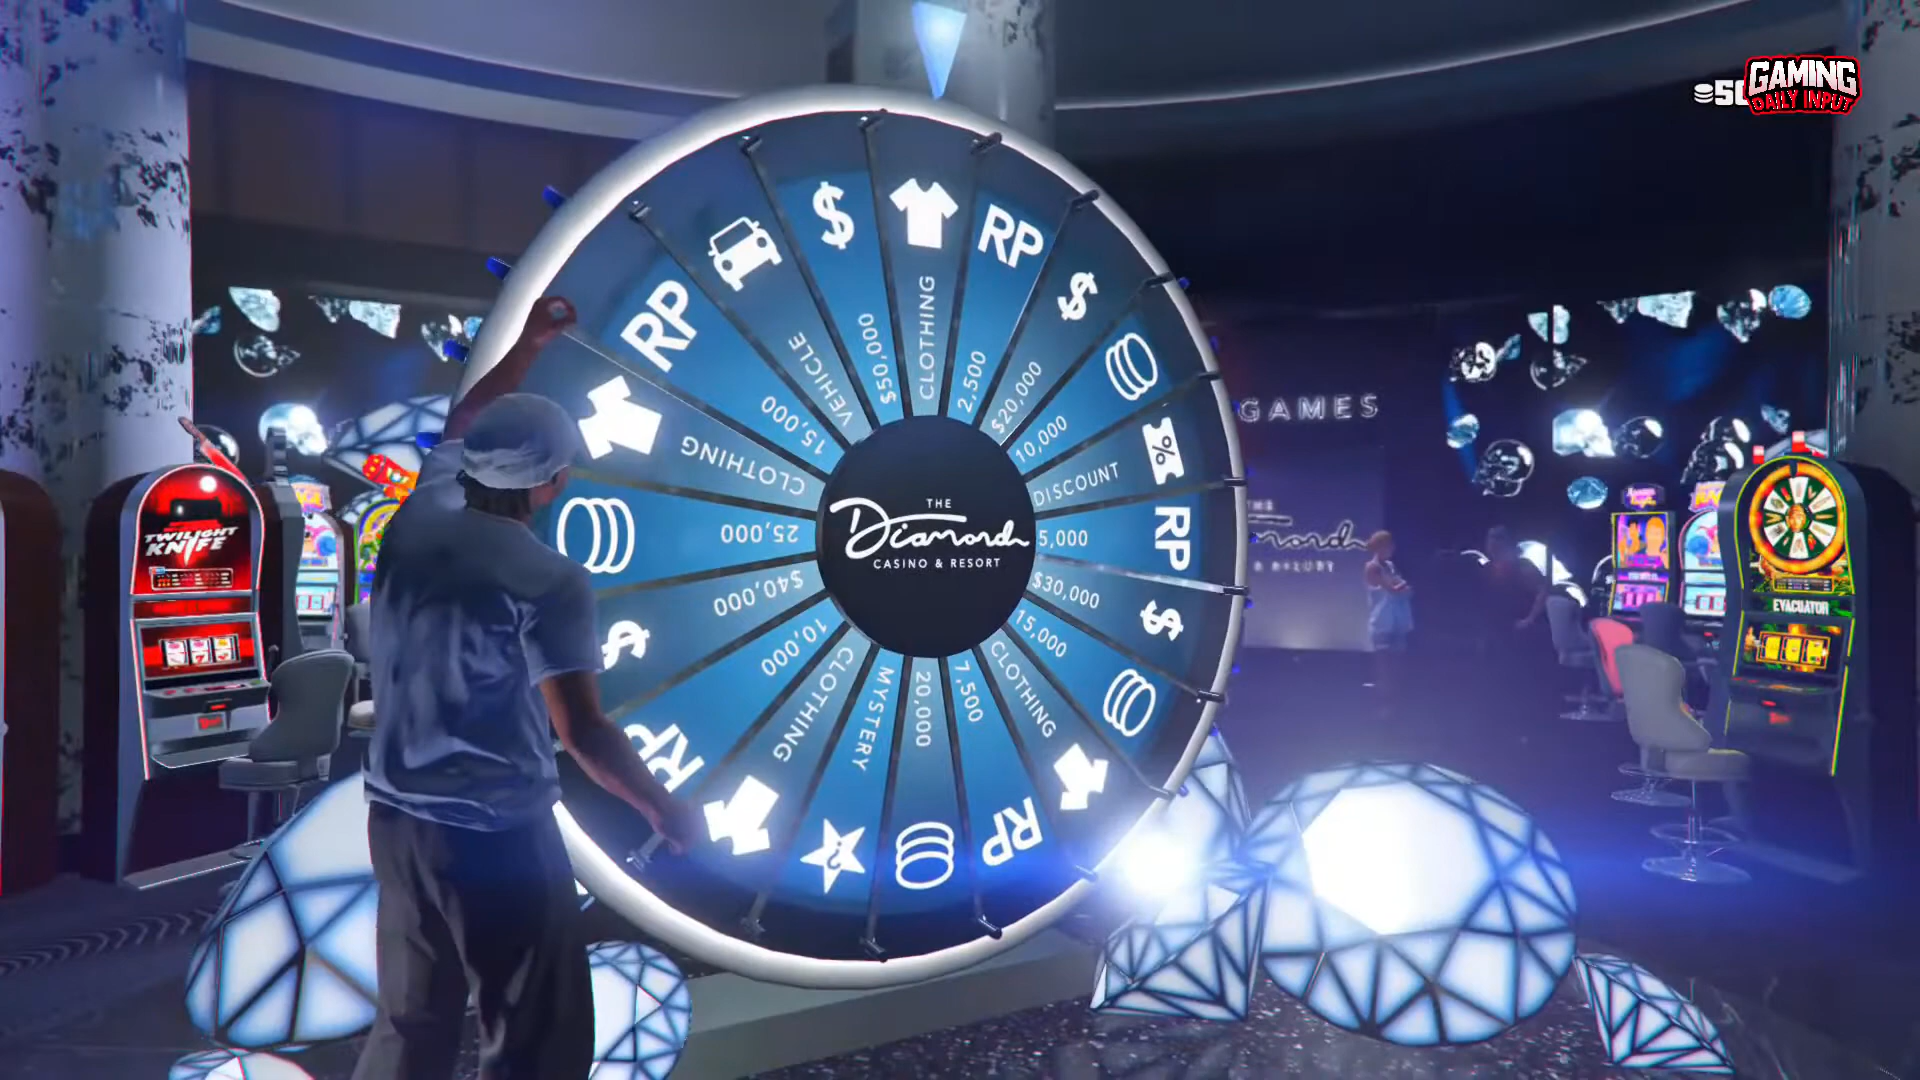 50
GAMING
DAILY INPUT
$
CLOTHING
RP
2,500
$
$20,000
10,000
%
DISCOUNT
RP
5,000
$
$30,000
15,000
CLOTHING
RP
7,500
20,000
?
MYSTERY
CLOTHING
RP
10,000
$
$40,000
25,000
CLOTHING
RP
15,000
VEHICLE
$50,000
THE
Diamond
CASINO & RESORT
GAMES
THE
TWILIGHT
KNIFE
EVACUATOR